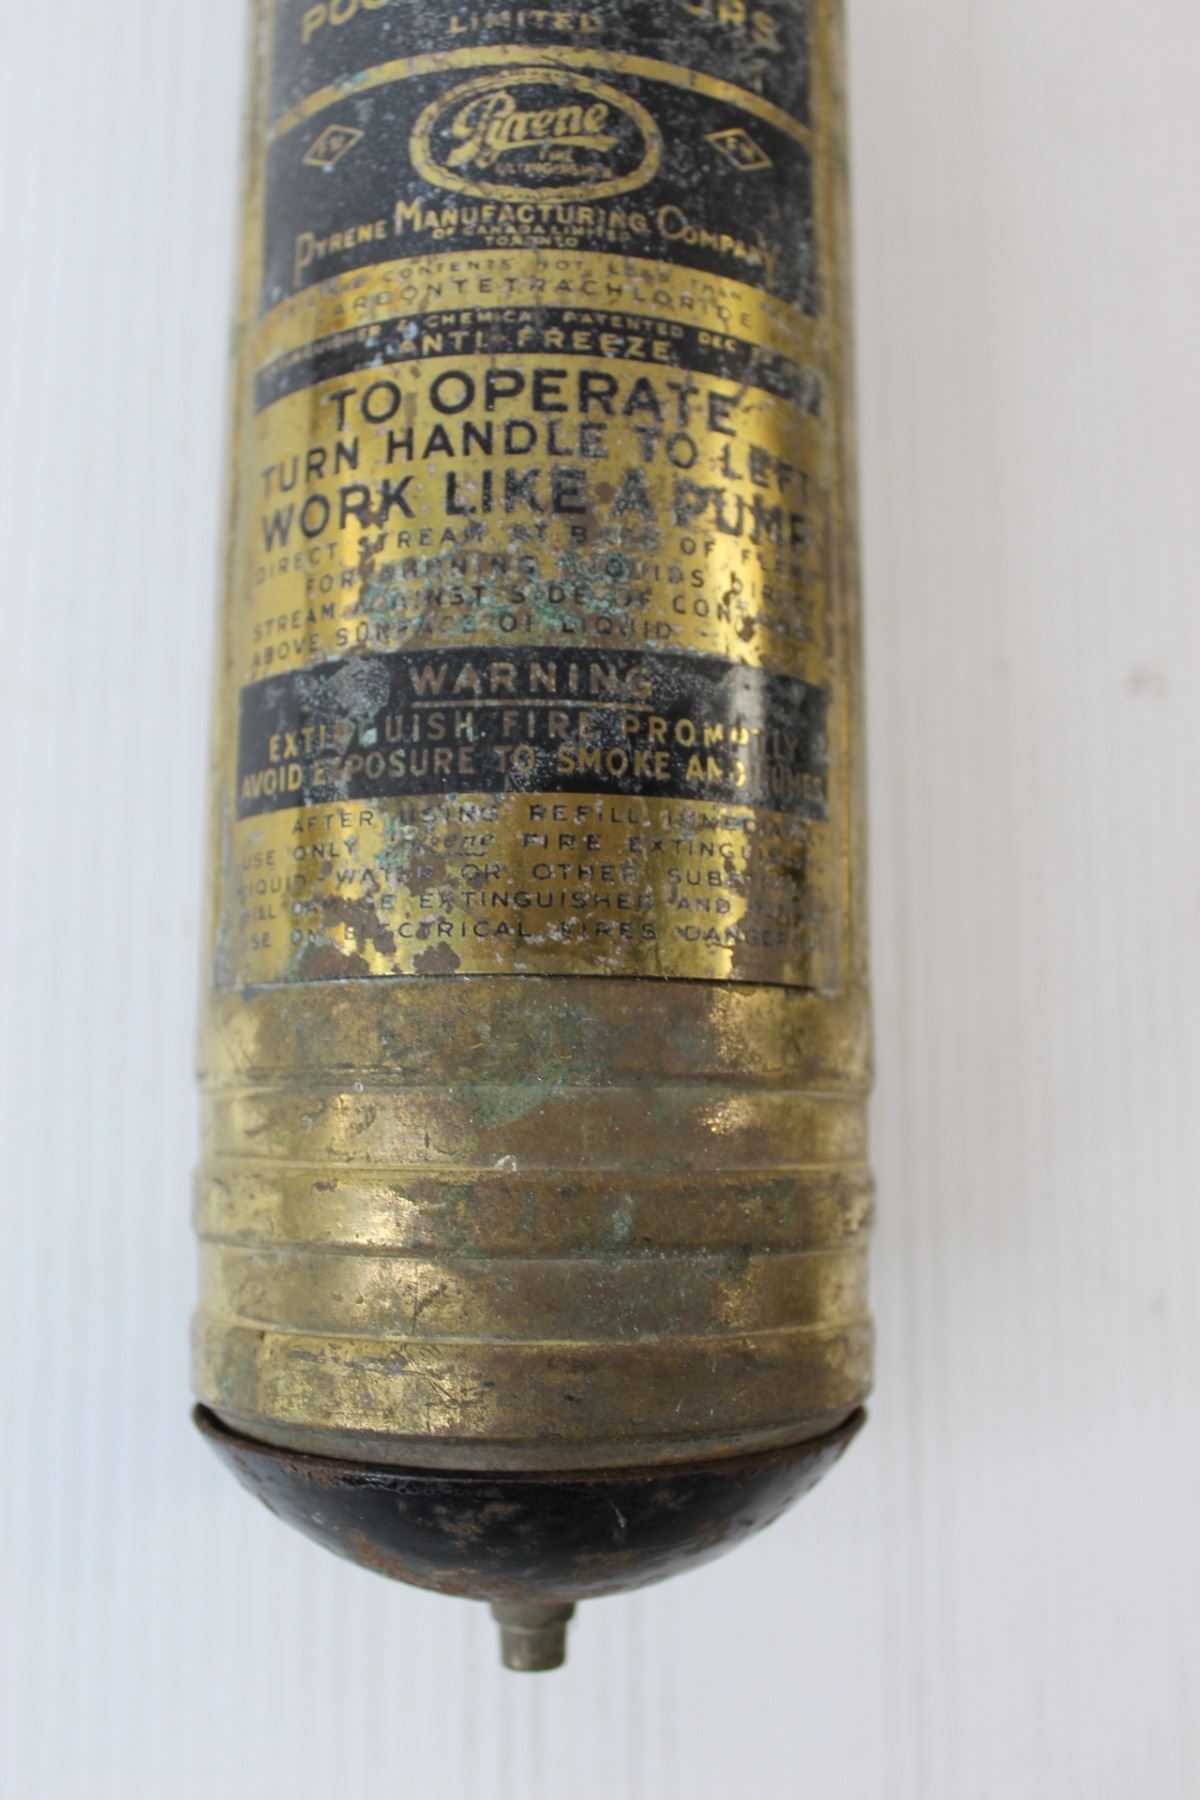 LIMITED
Pyrene
FIRE
EXTINGUISHER
PYRENE MANUFACTURING COMPANY
OF CANADA LIMITED
TORONTO
CONTENTS NOT LESS THAN
CARBONTETRACHLORIDE
& CHEMICAL PATENTED DEC
ANTI-FREEZE
TO OPERATE
TURN HANDLE TO LEFT
WORK LIKE A PUMP
DIRECT STREAM AT BASE OF FLAME
FOR BURNING LIQUIDS DIRECT
STREAM AGAINST SIDE OF CONTAINER
ABOVE SURFACE OF LIQUID
WARNING
EXTINGUISH FIRE PROMPTLY
AVOID EXPOSURE TO SMOKE AND FUMES
AFTER USING REFILL IMMEDIATELY
USE ONLY Pyrene FIRE EXTINGUISHING
LIQUID-WATER OR OTHER SUBSTITUTES
WILL DAMAGE EXTINGUISHER AND
USE ON ELECTRICAL FIRES DANGEROUS